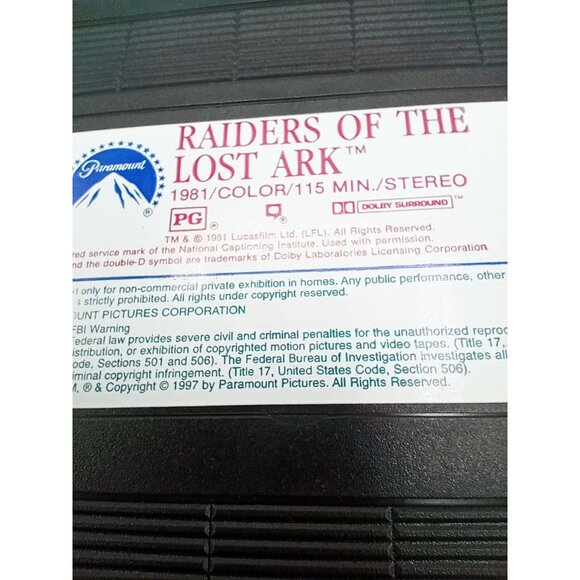 Paramount
®
RAIDERS OF THE
LOST ARK™
1981/COLOR/115 MIN./STEREO
PG ® ® DOLBY SURROUND™
TM & © 1981 Lucasfilm Ltd. (LFL). All Rights Reserved.
red service mark of the National Captioning Institute. Used with permission.
nd the double-D symbol are trademarks of Dolby Laboratories Licensing Corporation.
only for non-commercial private exhibition in homes. Any public performance, other
s strictly prohibited. All rights under copyright reserved.
OUNT PICTURES CORPORATION
FBI Warning
Federal law provides severe civil and criminal penalties for the unauthorized reproc
istribution, or exhibition of copyrighted motion pictures and video tapes. (Title 17,
ode, Sections 501 and 506). The Federal Bureau of Investigation investigates all
iminal copyright infringement. (Title 17, United States Code, Section 506).
M, ® & Copyright © 1997 by Paramount Pictures. All Rights Reserved.